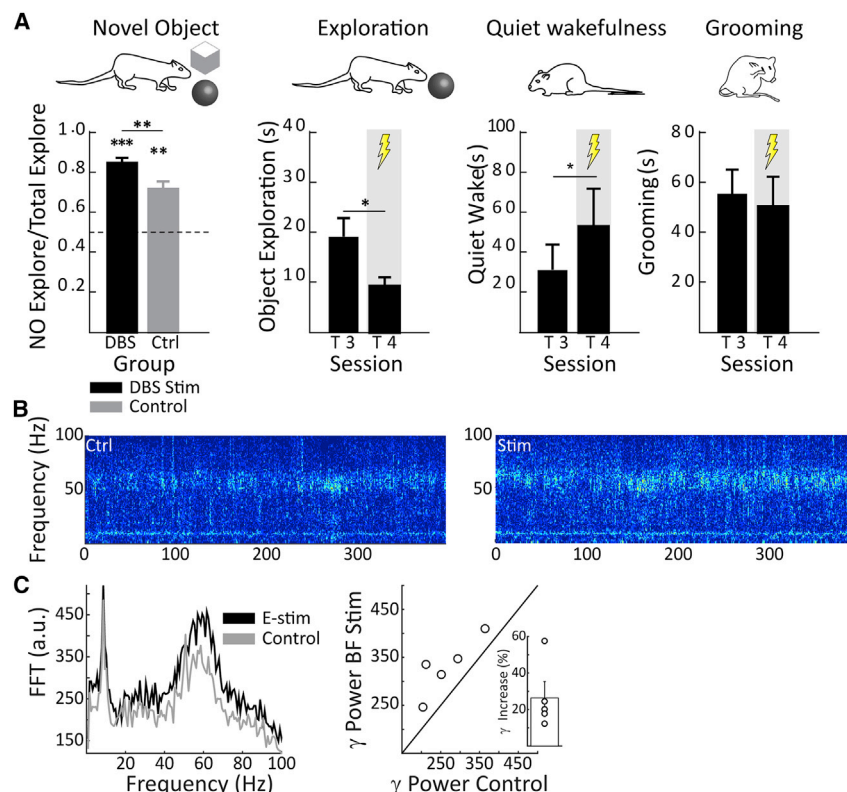 A
Novel Object
Exploration
Quiet wakefulness
Grooming
NO Explore/Total Explore
1.0
0.8
0.6
0.4
0.2
**
***
**
DBS Ctrl
Group
DBS Stim
Control
Object Exploration (s)
40
30
20
10
*
T 3 T 4
Session
Quiet Wake(s)
100
80
60
40
20
*
T 3 T 4
Session
Grooming (s)
80
60
40
20
T 3 T 4
Session
B
Frequency (Hz)
100
50
Ctrl
0 100 200 300
100
50
Stim
0 100 200 300
C
FFT (a.u.)
450
350
250
150
E-stim
Control
20 40 60 80 100
Frequency (Hz)
γ Power BF Stim
450
350
250
250 350 450
γ Power Control
γ Increase (%)
60
40
20